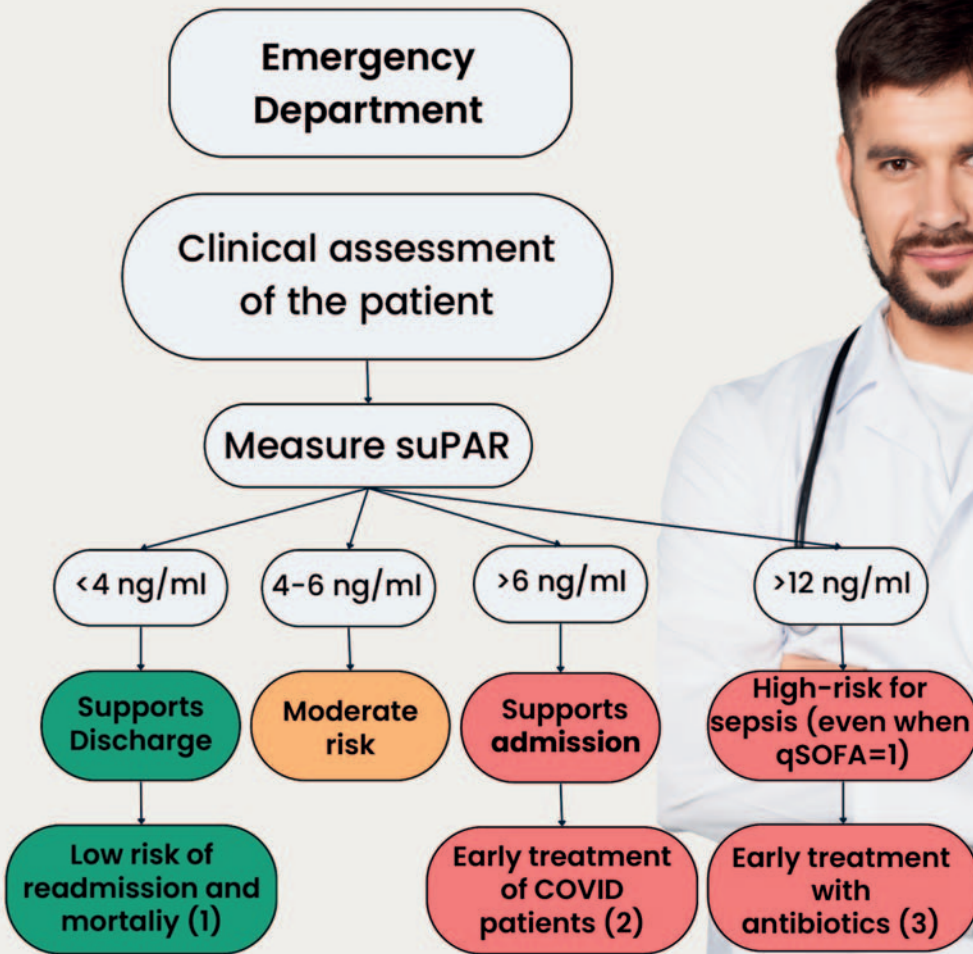 Emergency
Department
Clinical assessment
of the patient
Measure suPAR
<4 ng/ml
4-6 ng/ml
>6 ng/ml
>12 ng/ml
Supports
Discharge
Moderate
risk
Supports
admission
High-risk for
sepsis (even when
qSOFA=1)
Low risk of
readmission and
mortaliy (1)
Early treatment
of COVID
patients (2)
Early treatment
with
antibiotics (3)